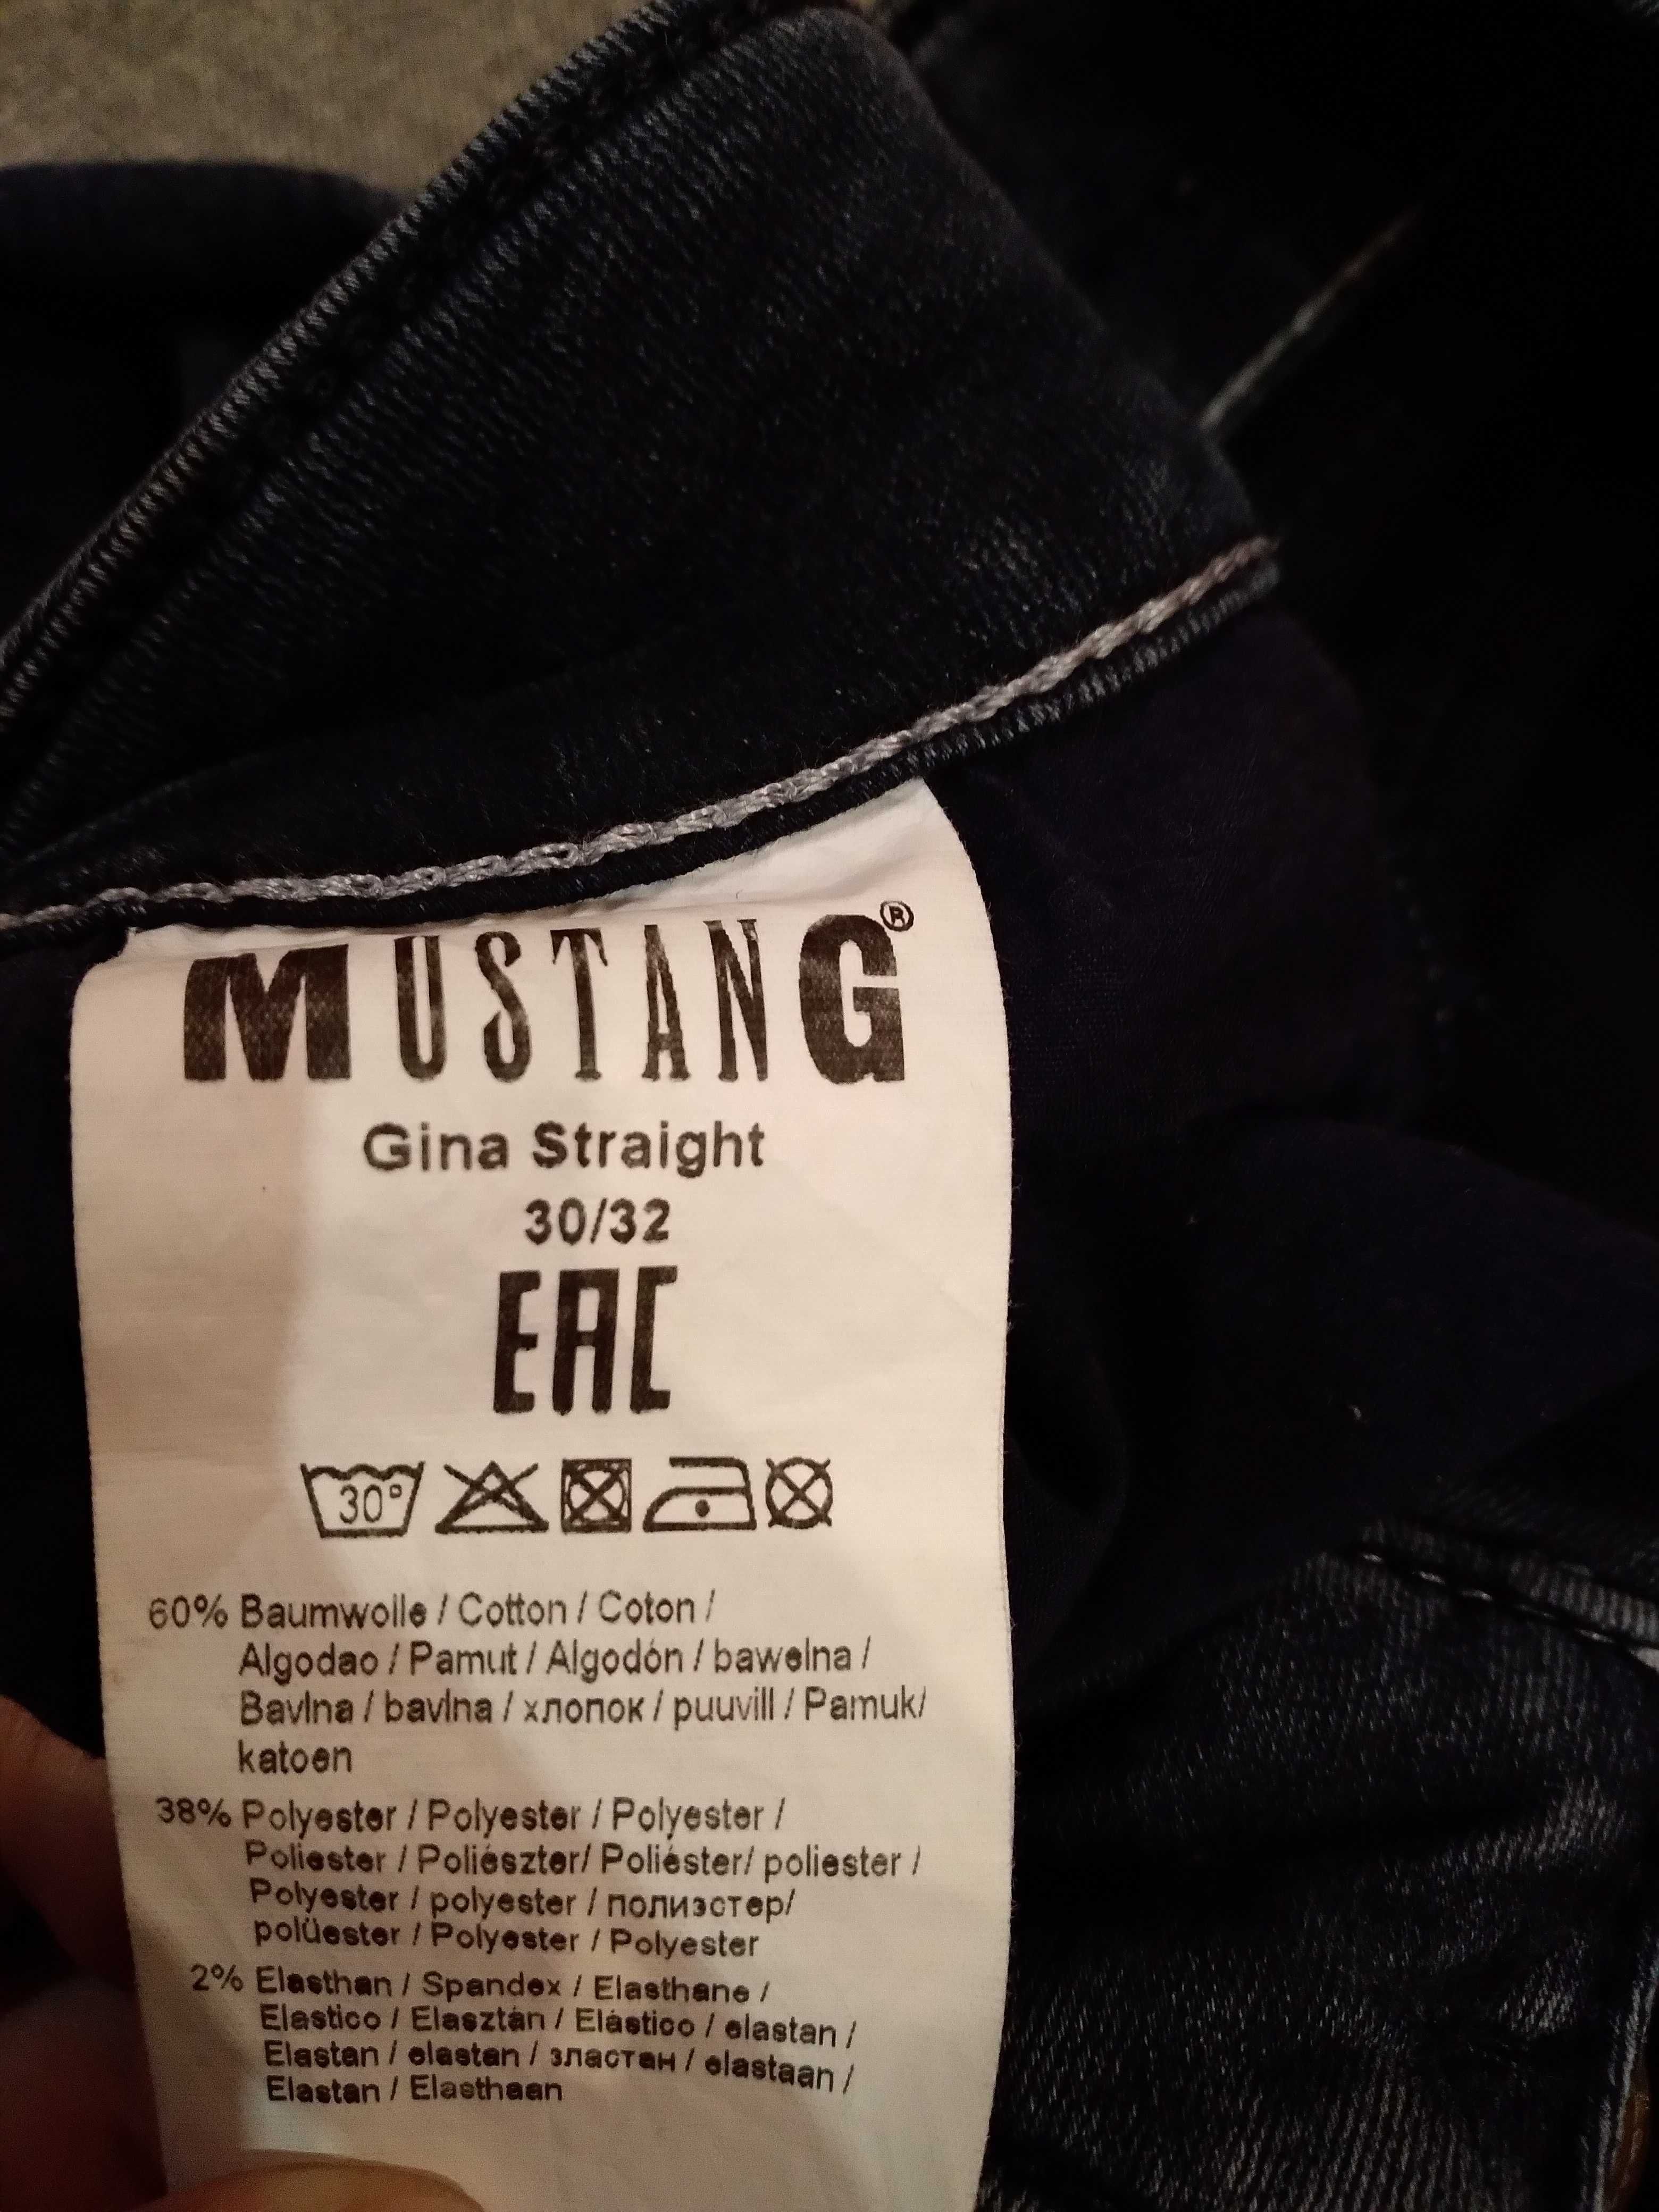 MUSTANG®
Gina Straight
30/32
EAC
30°
60% Baumwolle / Cotton / Coton /
Algodao / Pamut / Algodón / bawelna /
Bavlna / bavlna / хлопок / puuvill / Pamuk/
katoen
38% Polyester / Polyester / Polyester /
Poliester / Poliészter/ Poliéster/ poliester /
Polyester / polyester / полиэстер/
polüester / Polyester / Polyester
2% Elasthan / Spandex / Elasthane /
Elastico / Elasztán / Elástico / elastan /
Elastan / elastan / эластан / elastaan /
Elastan / Elasthaan